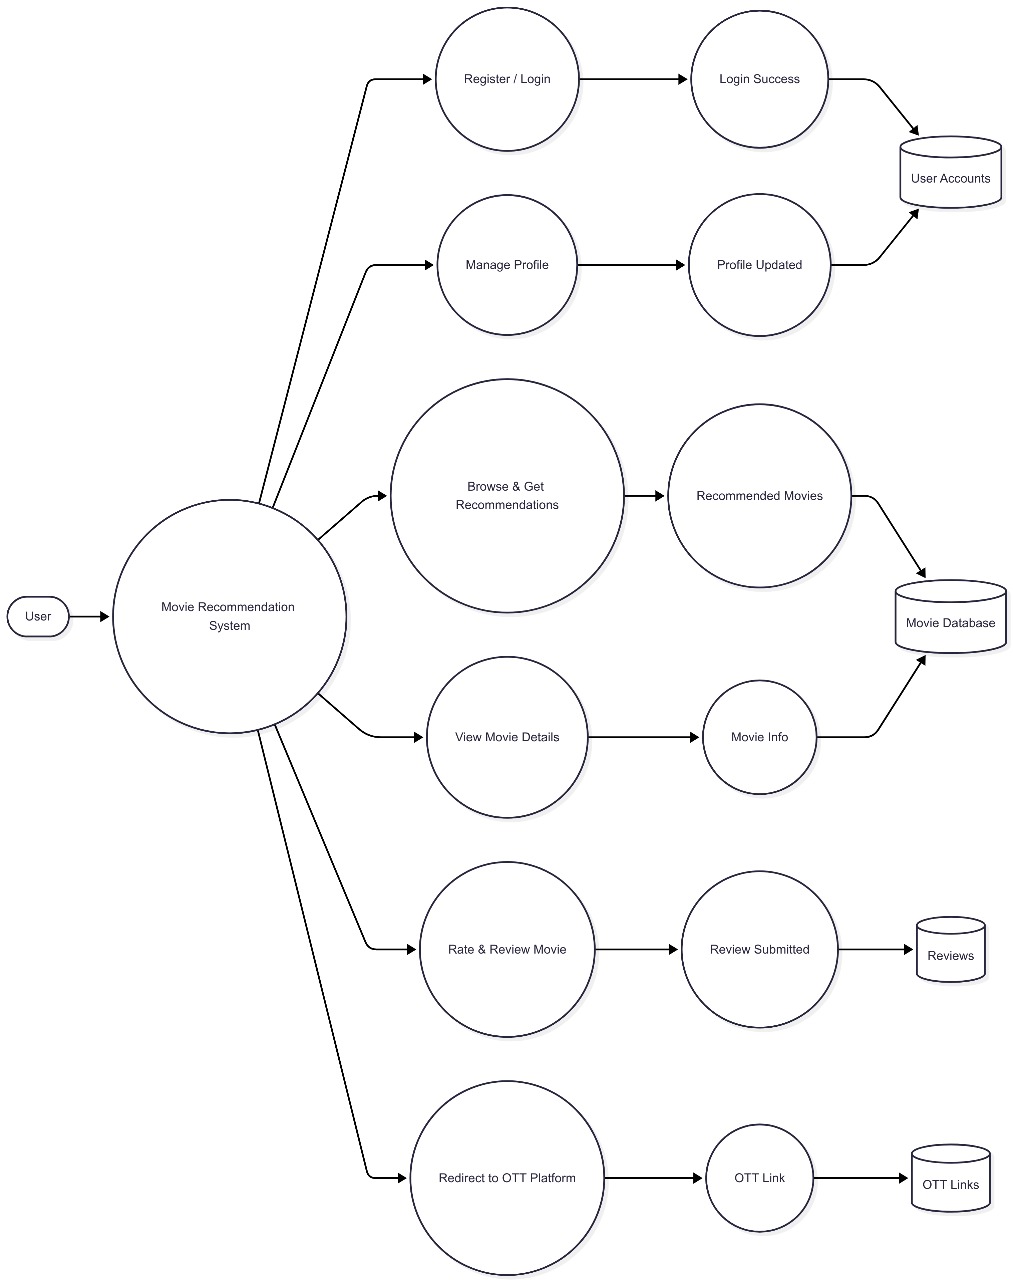 Register / Login
Login Success
User Accounts
Manage Profile
Profile Updated
Browse & Get
Recommendations
Recommended Movies
User
Movie Recommendation
System
Movie Database
View Movie Details
Movie Info
Rate & Review Movie
Review Submitted
Reviews
Redirect to OTT Platform
OTT Link
OTT Links